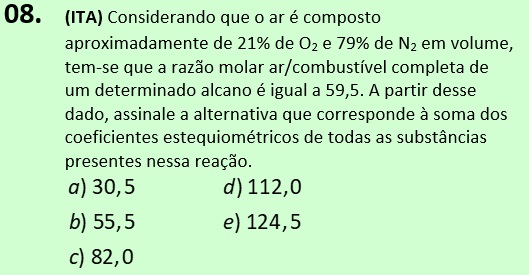 08. (ITA) Considerando que o ar é composto
aproximadamente de 21% de O₂ e 79% de N₂ em volume,
tem-se que a razão molar ar/combustível completa de
um determinado alcano é igual a 59,5. A partir desse
dado, assinale a alternativa que corresponde à soma dos
coeficientes estequiométricos de todas as substâncias
presentes nessa reação.
a) 30,5 d) 112,0
b) 55,5 e) 124,5
c) 82,0